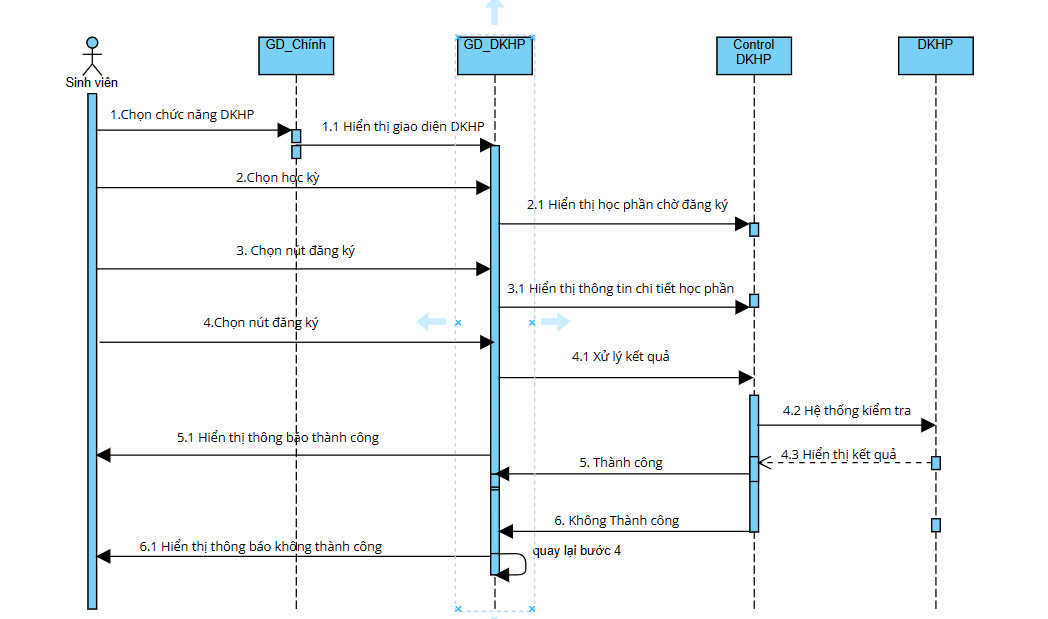 GD_Chính
GD_DKHP
Control
DKHP
DKHP
Sinh viên
1.Chọn chức năng DKHP
1.1 Hiển thị giao diện DKHP
2.Chọn học kỳ
2.1 Hiển thị học phần chờ đăng ký
3. Chọn nút đăng ký
3.1 Hiển thị thông tin chi tiết học phần
4.Chọn nút đăng ký
4.1 Xử lý kết quả
4.2 Hệ thống kiểm tra
5.1 Hiển thị thông báo thành công
4.3 Hiển thị kết quả
5. Thành công
6. Không Thành công
6.1 Hiển thị thông báo không thành công
quay lại bước 4